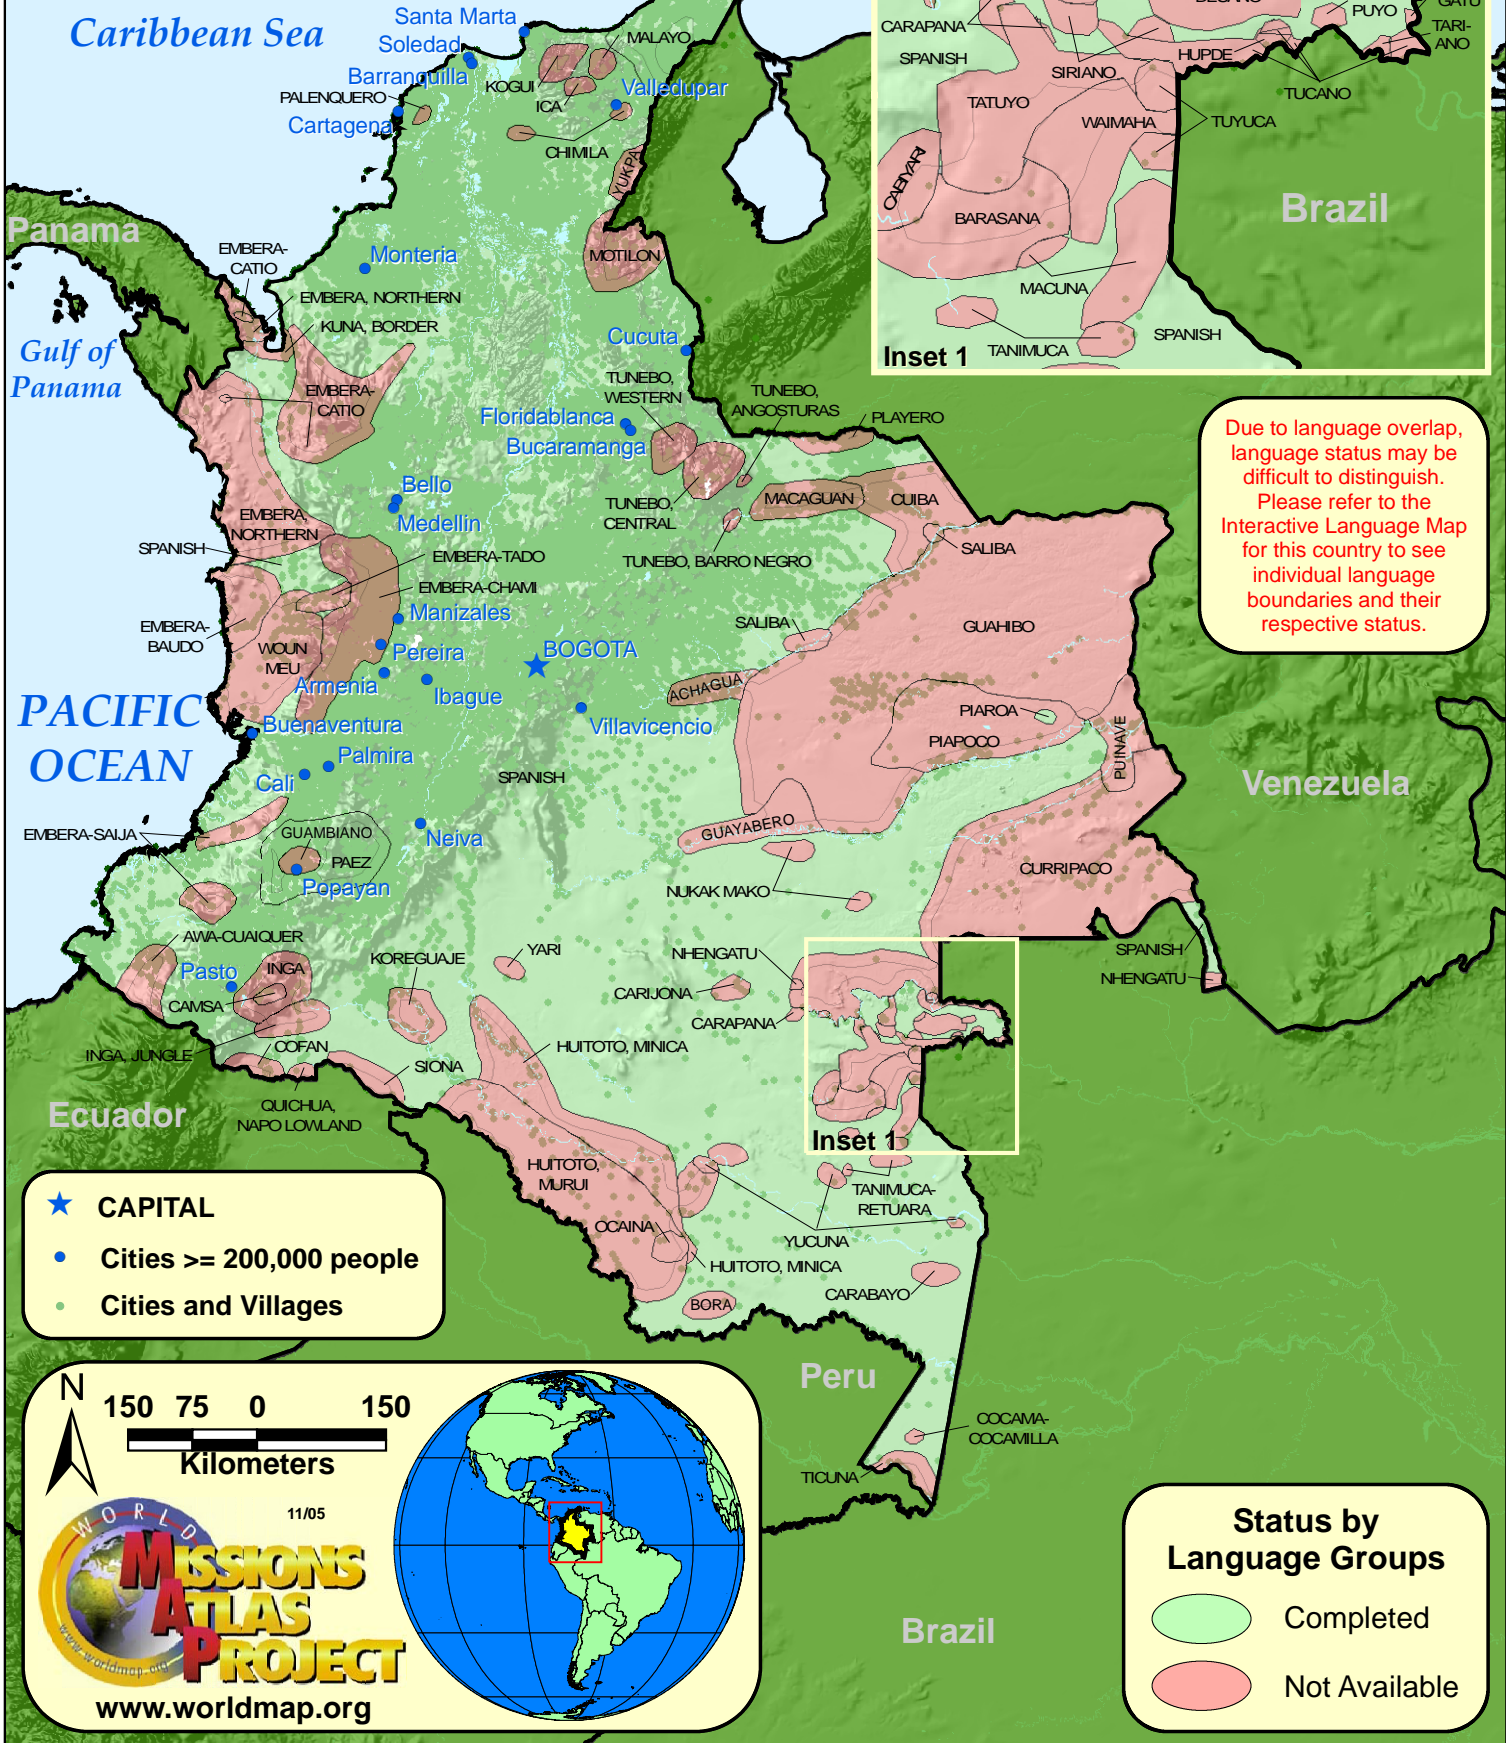 Caribbean Sea
Santa Marta
Soledad
Barranquilla
PALENQUERO
Cartagena
MALAYO
KOGUI
ICA
Valledupar
CHIMILA
YUKPA
MOTILON
Panama
EMBERA-
CATIO
Monteria
EMBERA, NORTHERN
KUNA, BORDER
Gulf of
Panama
EMBERA-
CATIO
Cucuta
TUNEBO,
WESTERN
TUNEBO,
ANGOSTURAS
PLAYERO
Floridablanca
Bucaramanga
TUNEBO,
CENTRAL
MACAGUAN
CUIBA
TUNEBO, BARRO NEGRO
SALIBA
Bello
Medellin
EMBERA,
NORTHERN
SPANISH
EMBERA-TADO
EMBERA-CHAMI
Manizales
EMBERA-
BAUDO
WOUN
MEU
Pereira
BOGOTA
SALIBA
GUAHIBO
Armenia
Ibague
ACHAGUA
PACIFIC
OCEAN
Buenaventura
Villavicencio
PIAROA
PIAPOCO
PUINAVE
Palmira
Cali
SPANISH
Venezuela
EMBERA-SAIJA
GUAMBIANO
PAEZ
Popayan
Neiva
GUAYABERO
CURRIPACO
NUKAK MAKO
AWA-CUAIQUER
Pasto
INGA
CAMSA
KOREGUAJE
YARI
NHENGATU
CARIJONA
CARAPANA
SPANISH
NHENGATU
INGA, JUNGLE
COFAN
SIONA
HUITOTO, MINICA
QUICHUA,
NAPO LOWLAND
Ecuador
Inset 1
HUITOTO,
MURUI
TANIMUCA-
RETUARA
OCAINA
YUCUNA
HUITOTO, MINICA
CARABAYO
BORA
Peru
COCAMA-
COCAMILLA
TICUNA
Brazil
CARAPANA
SPANISH
SIRIANO
HUPDE
PUYO
GATU
TARI-
ANO
TUCANO
TATUYO
WAIMAHA
TUYUCA
CABIYARI
BARASANA
Brazil
MACUNA
TANIMUCA
SPANISH
Inset 1
Due to language overlap,
language status may be
difficult to distinguish.
Please refer to the
Interactive Language Map
for this country to see
individual language
boundaries and their
respective status.
CAPITAL
Cities >= 200,000 people
Cities and Villages
N
150 75 0 150
Kilometers
11/05
WORLD
MISSIONS
ATLAS
PROJECT
www.worldmap.org
www.worldmap.org
Status by
Language Groups
Completed
Not Available